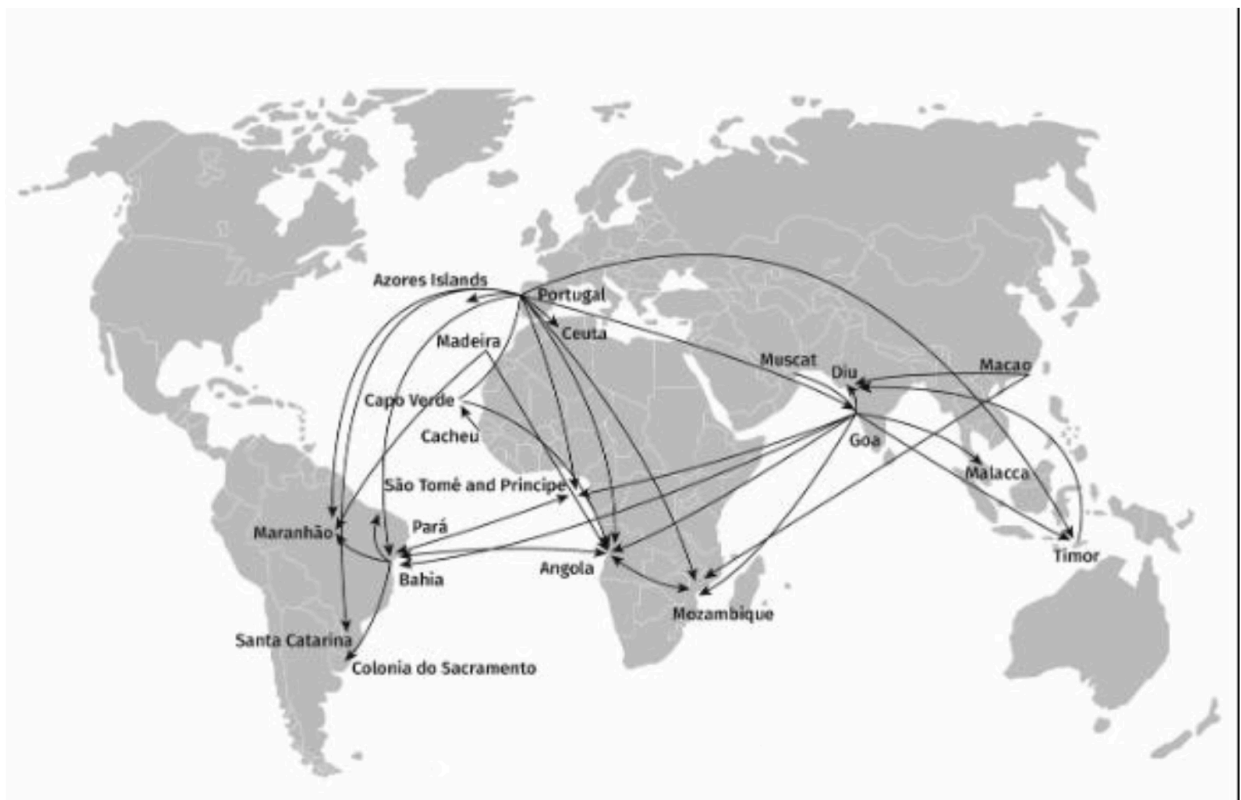 Azores Islands
Portugal
Ceuta
Madeira
Muscat
Diu
Macao
Capo Verde
Cacheu
Goa
Malacca
São Tomé and Principe
Maranhão
Pará
Timor
Angola
Bahia
Mozambique
Santa Catarina
Colonia do Sacramento